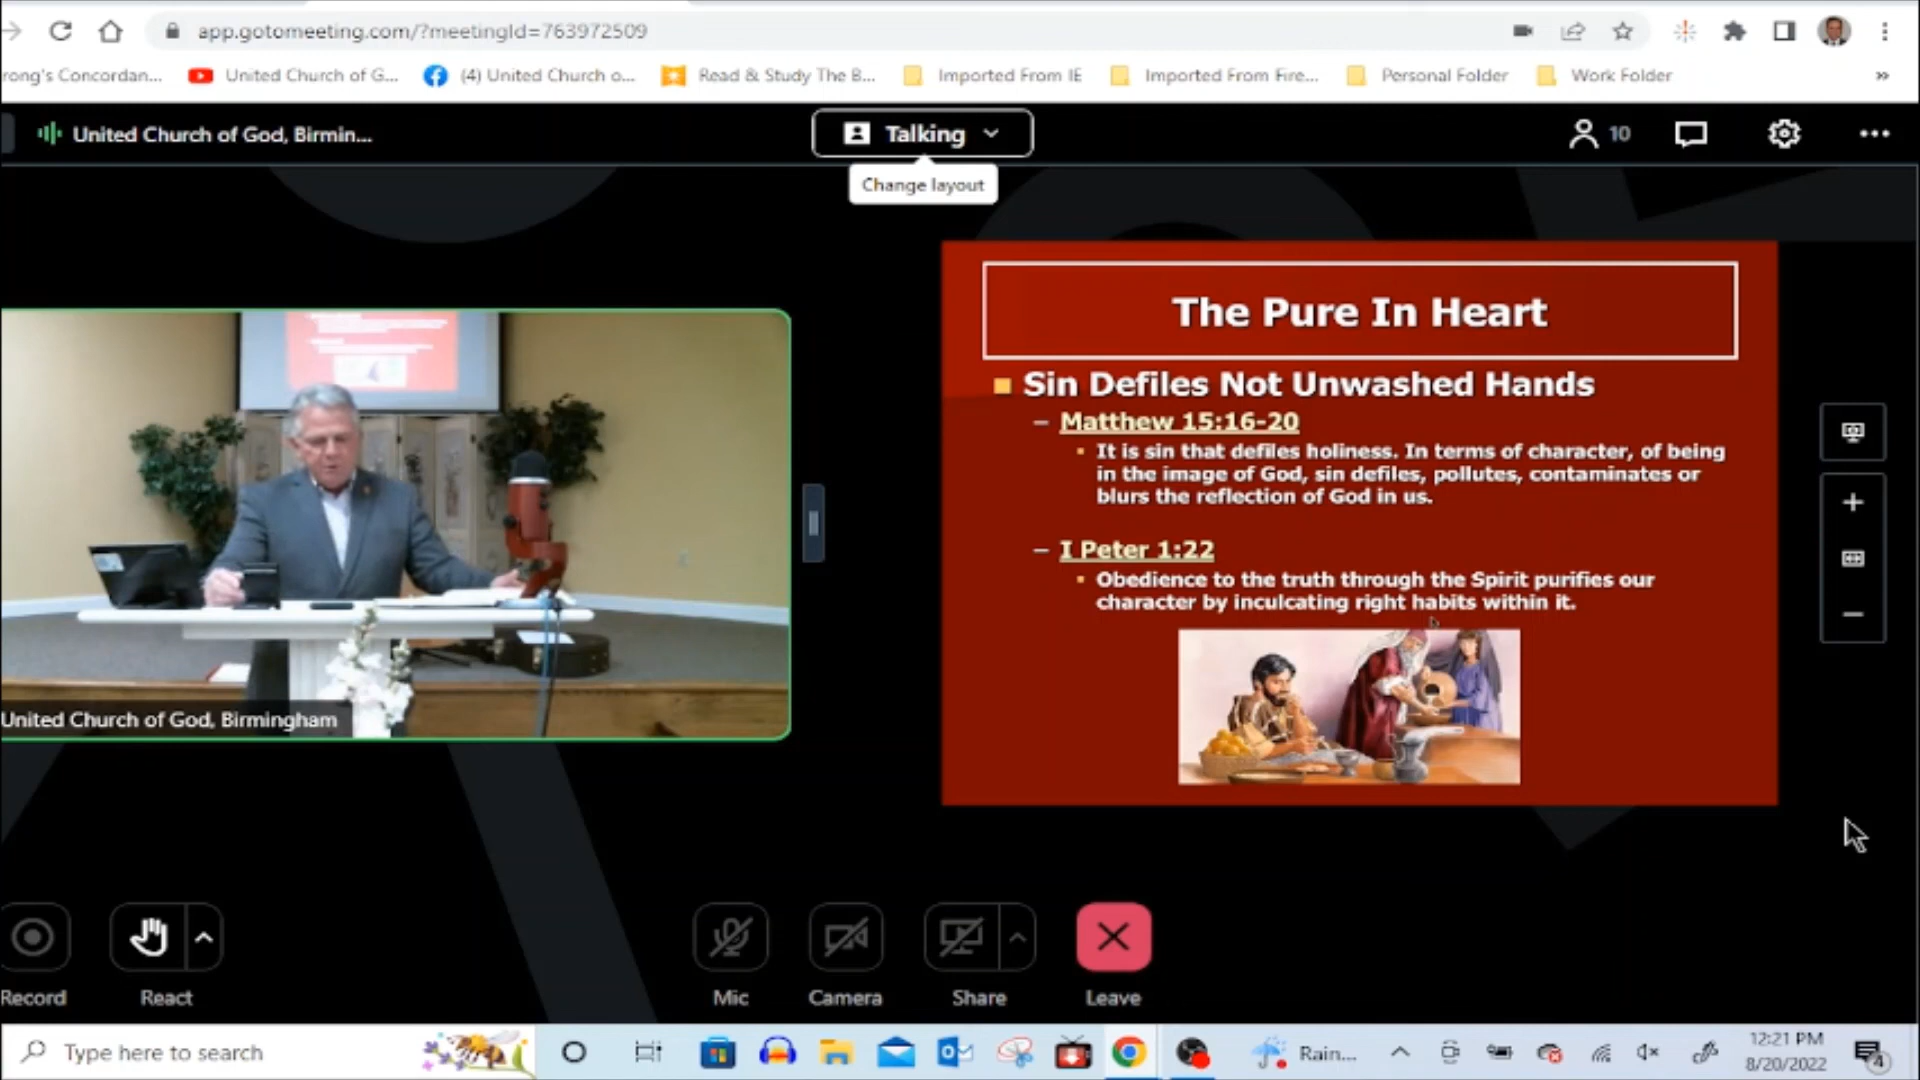 app.gotomeeting.com/?meetingId=763972509
rong's Concordan...
United Church of G...
(4) United Church o...
Read & Study The B...
Imported From IE
Imported From Fire...
Personal Folder
Work Folder
»
United Church of God, Birmin...
Talking
10
Change layout
The Pure In Heart
Sin Defiles Not Unwashed Hands
– Matthew 15:16-20
It is sin that defiles holiness. In terms of character, of being
in the image of God, sin defiles, pollutes, contaminates or
blurs the reflection of God in us.
– I Peter 1:22
Obedience to the truth through the Spirit purifies our
character by inculcating right habits within it.
United Church of God, Birmingham
Record
React
Mic
Camera
Share
Leave
Type here to search
Rain...
12:21 PM
8/20/2022
4